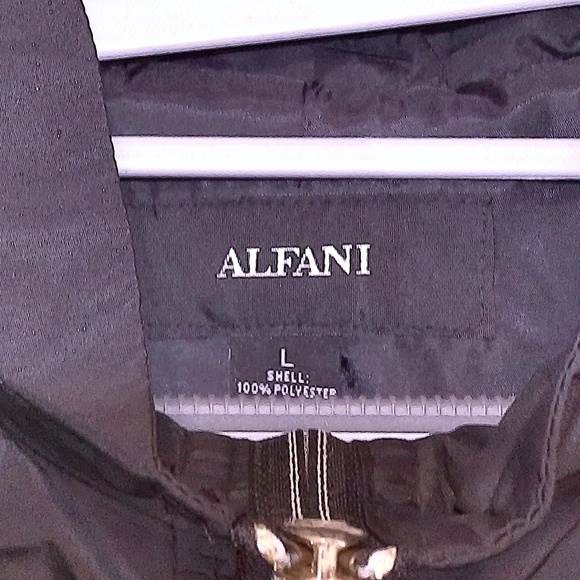 ALFANI
L
SHELL:
100% POLYESTER